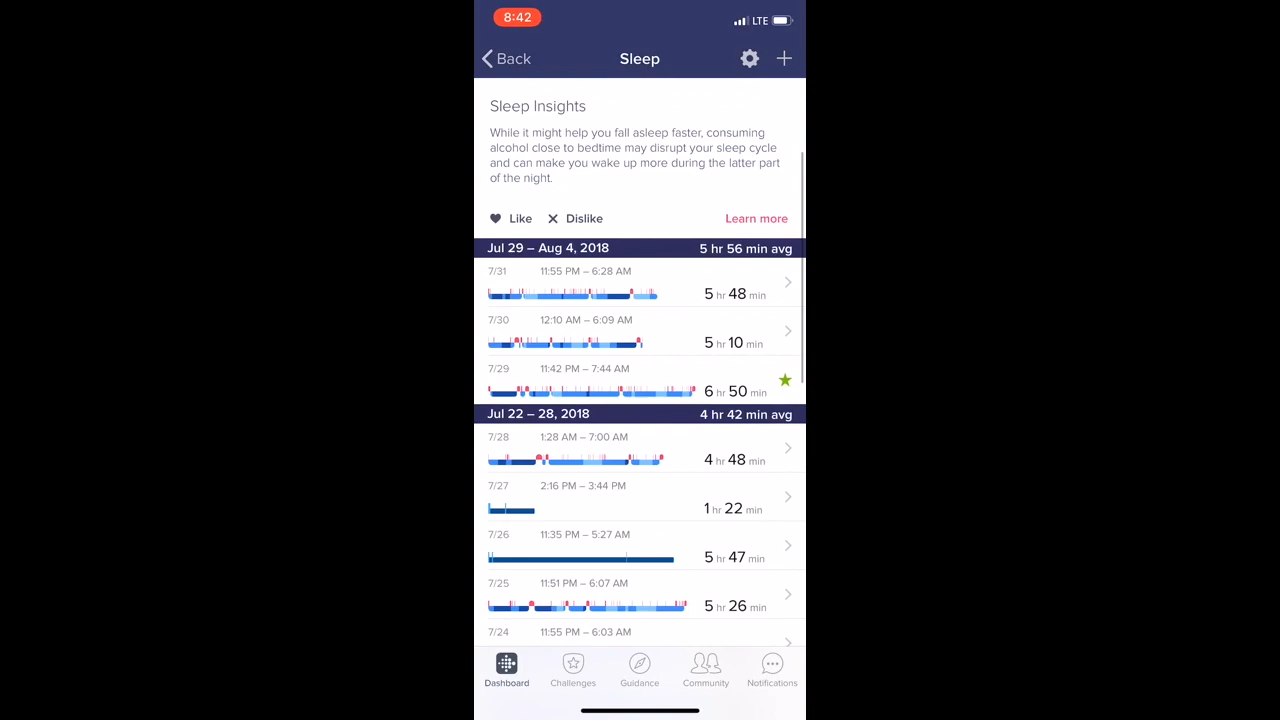 8:42
LTE
Back
Sleep
Sleep Insights
While it might help you fall asleep faster, consuming
alcohol close to bedtime may disrupt your sleep cycle
and can make you wake up more during the latter part
of the night.
Like
Dislike
Learn more
Jul 29 – Aug 4, 2018 5 hr 56 min avg
7/31 11:55 PM – 6:28 AM
5 hr 48 min
7/30 12:10 AM – 6:09 AM
5 hr 10 min
7/29 11:42 PM – 7:44 AM
6 hr 50 min
Jul 22 – 28, 2018 4 hr 42 min avg
7/28 1:28 AM – 7:00 AM
4 hr 48 min
7/27 2:16 PM – 3:44 PM
1 hr 22 min
7/26 11:35 PM – 5:27 AM
5 hr 47 min
7/25 11:51 PM – 6:07 AM
5 hr 26 min
7/24 11:55 PM – 6:03 AM
Dashboard Challenges Guidance Community Notifications